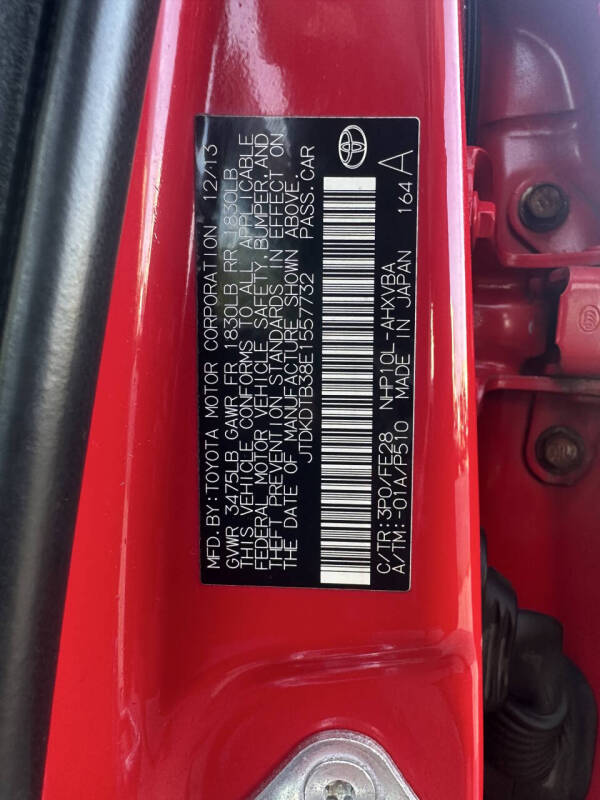 MFD. BY: TOYOTA MOTOR CORPORATION 12/13
GVWR 3475LB GAWR FR 1830LB RR 1830LB
THIS VEHICLE CONFORMS TO ALL APPLICABLE
FEDERAL MOTOR VEHICLE SAFETY, BUMPER, AND
THEFT PREVENTION STANDARDS IN EFFECT ON
THE DATE OF MANUFACTURE SHOWN ABOVE.
JTDKDTB38E1557732 PASS. CAR
C/TR:3P0/FE28 NHP10L-AHXVBA 164 A
A/TM:-01A/P510 MADE IN JAPAN